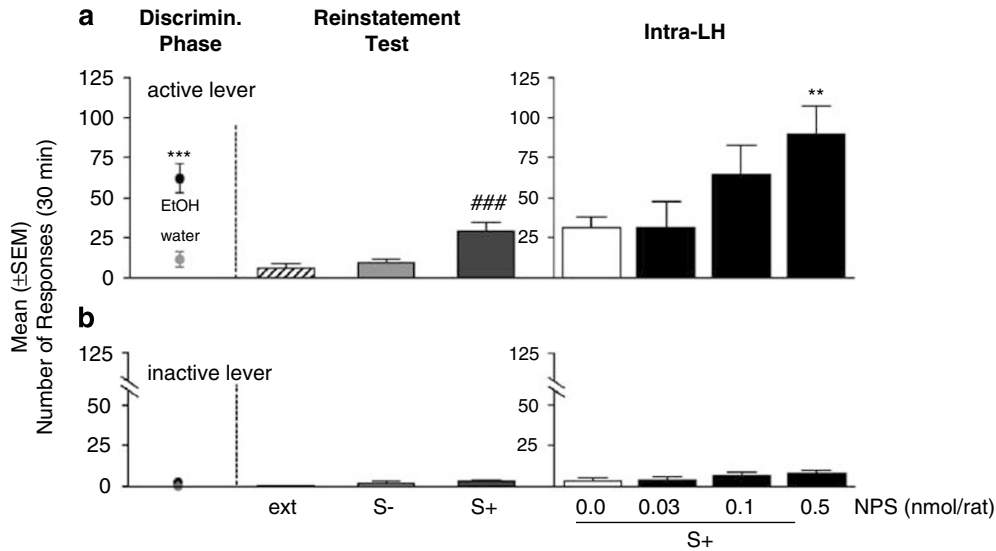 a
Discrimin.
Phase
Reinstatement
Test
Intra-LH
Mean (±SEM)
Number of Responses (30 min)
125
100
75
50
25
0
active lever
***
EtOH
water
###
125
100
75
50
25
**
b
125
50
25
0
inactive lever
125
50
25
0
ext
S-
S+
0.0
0.03
0.1
0.5
NPS (nmol/rat)
S+